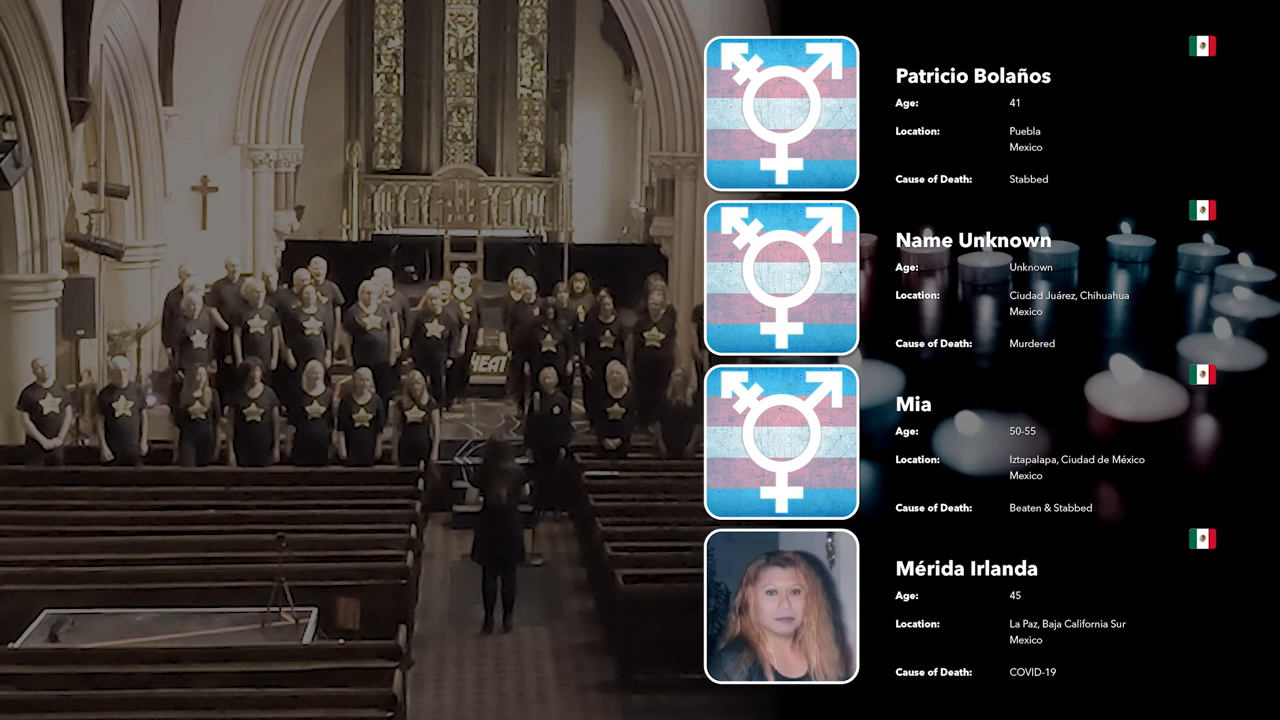 Patricio Bolaños
Age: 41
Location: Puebla
Mexico
Cause of Death: Stabbed
Name Unknown
Age: Unknown
Location: Ciudad Juárez, Chihuahua
Mexico
Cause of Death: Murdered
Mia
Age: 50-55
Location: Iztapalapa, Ciudad de México
Mexico
Cause of Death: Beaten & Stabbed
Mérida Irlanda
Age: 45
Location: La Paz, Baja California Sur
Mexico
Cause of Death: COVID-19
HEAT